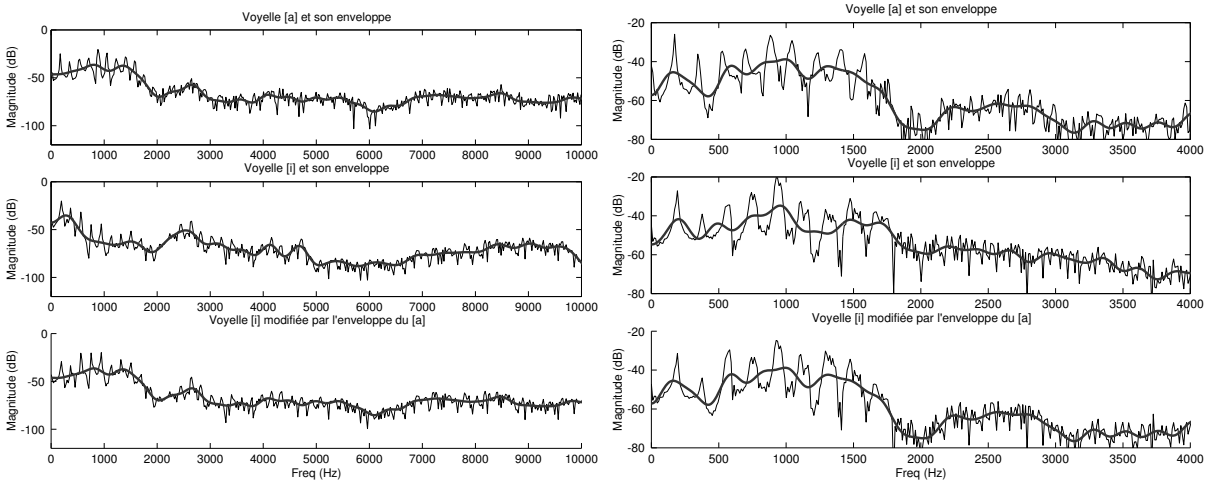 Voyelle [a] et son enveloppe
0
-50
-100
Magnitude (dB)
0 1000 2000 3000 4000 5000 6000 7000 8000 9000 10000
Voyelle [i] et son enveloppe
0
-50
-100
Magnitude (dB)
0 1000 2000 3000 4000 5000 6000 7000 8000 9000 10000
Voyelle [i] modifiée par l'enveloppe du [a]
0
-50
-100
Magnitude (dB)
0 1000 2000 3000 4000 5000 6000 7000 8000 9000 10000
Freq (Hz)
Voyelle [a] et son enveloppe
-20
-40
-60
-80
Magnitude (dB)
0 500 1000 1500 2000 2500 3000 3500 4000
Voyelle [i] et son enveloppe
-20
-40
-60
-80
Magnitude (dB)
0 500 1000 1500 2000 2500 3000 3500 4000
Voyelle [i] modifiée par l'enveloppe du [a]
-20
-40
-60
-80
Magnitude (dB)
0 500 1000 1500 2000 2500 3000 3500 4000
Freq (Hz)